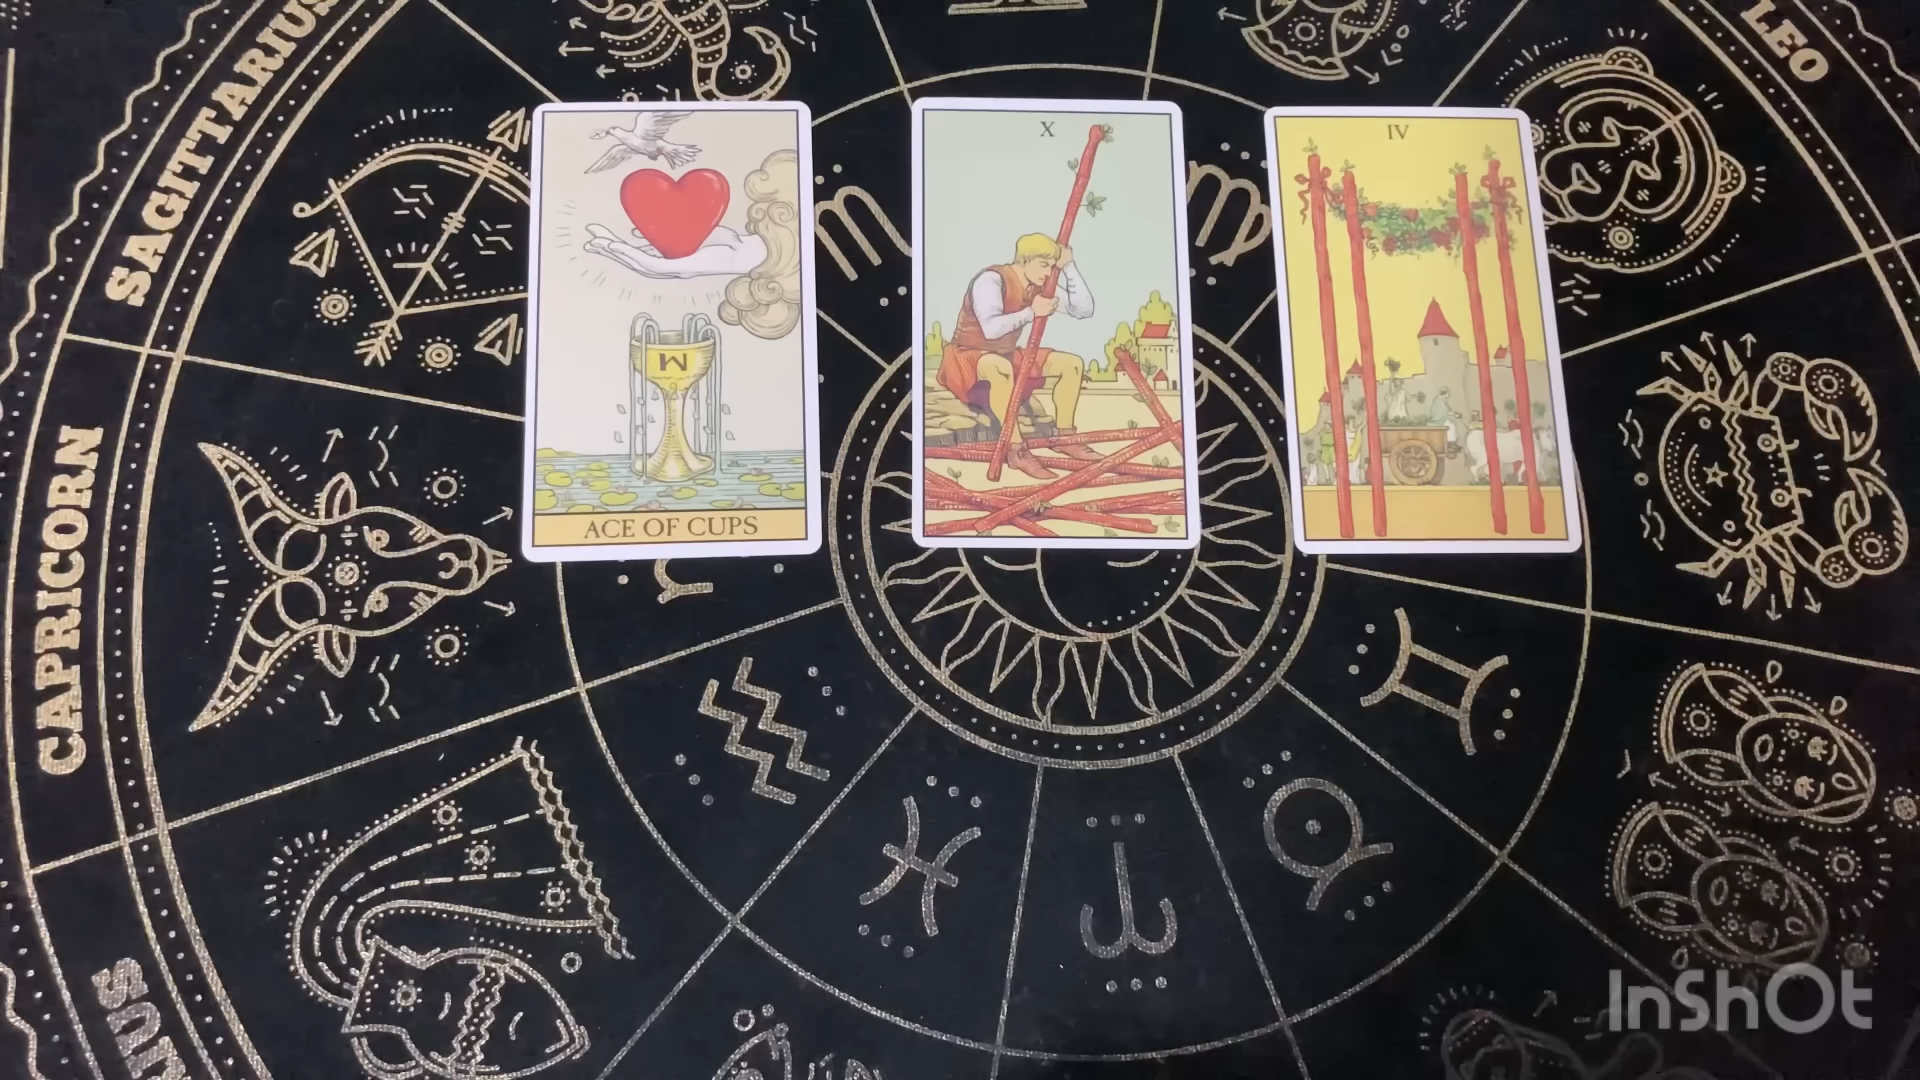 SAGITTARIUS
LEO
X
IV
W
ACE OF CUPS
CAPRICORN
InShOt